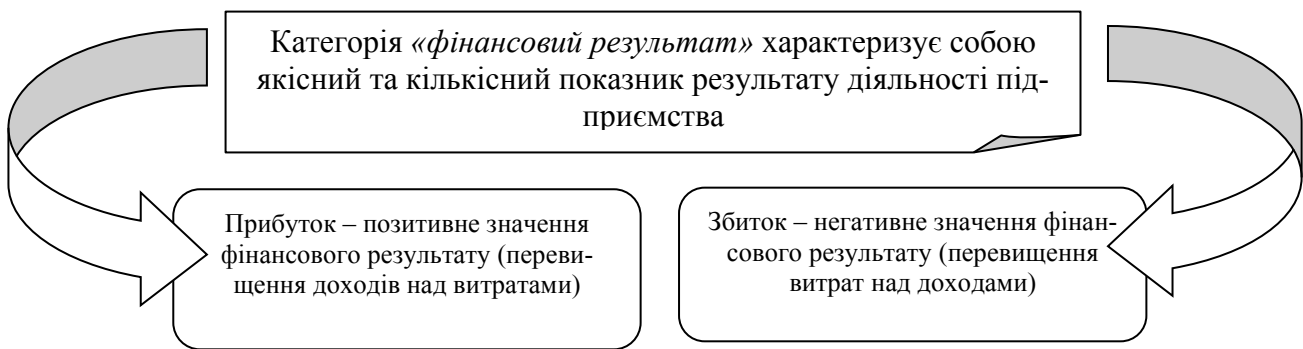 Категорія «фінансовий результат» характеризує собою
якісний та кількісний показник результату діяльності під-
приємства
Прибуток – позитивне значення
фінансового результату (переви-
щення доходів над витратами)
Збиток – негативне значення фінан-
сового результату (перевищення
витрат над доходами)